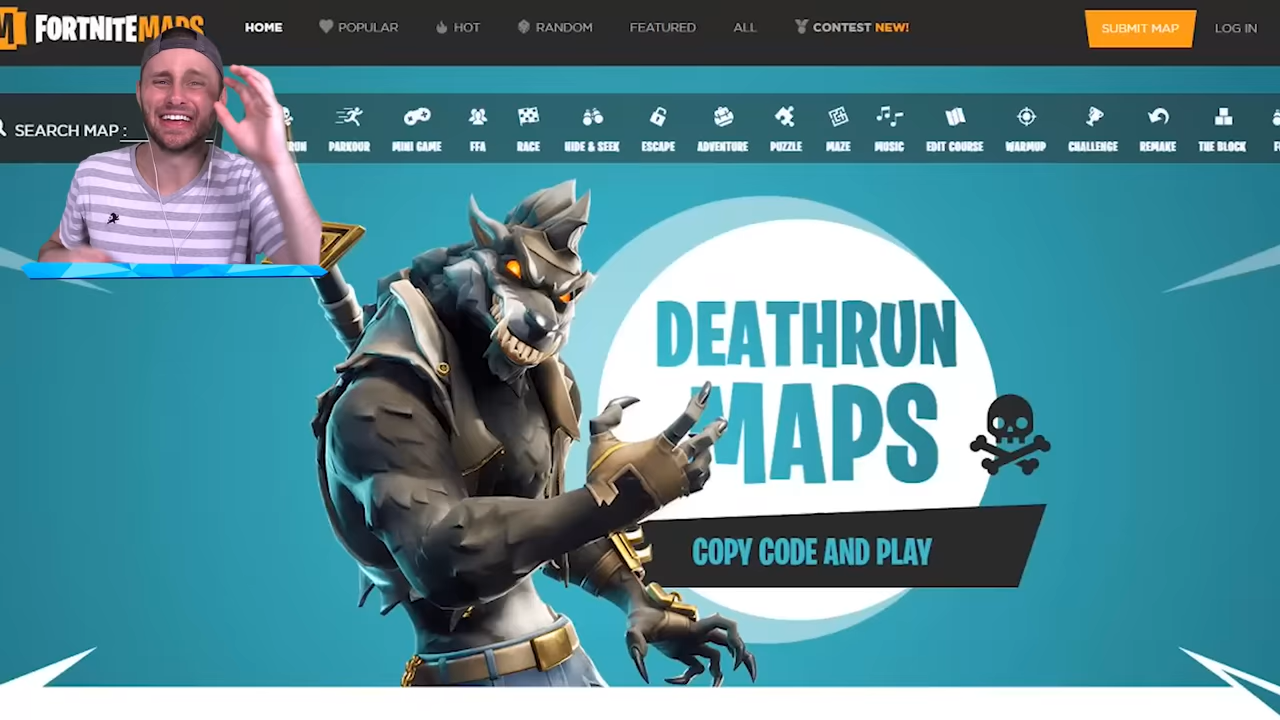 FORTNITEMAPS
HOME
POPULAR
HOT
RANDOM
FEATURED
ALL
CONTEST NEW!
SUBMIT MAP
LOG IN
SEARCH MAP :
PARKOUR
MINI GAME
FFA
RACE
HIDE & SEEK
ESCAPE
ADVENTURE
PUZZLE
MAZE
MUSIC
EDIT COURSE
WARMUP
CHALLENGE
REMAKE
THE BLOCK
DEATHRUN
MAPS
COPY CODE AND PLAY